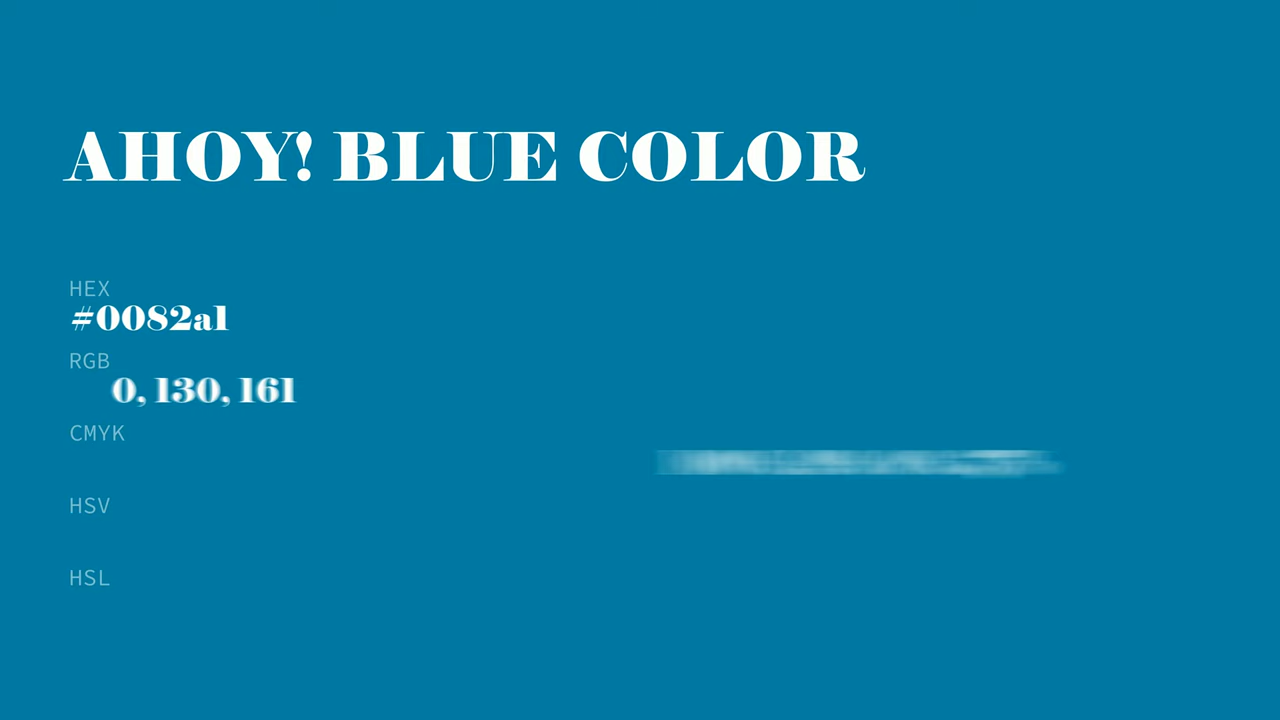 AHOY! BLUE COLOR
HEX
#0082a1
RGB
0, 130, 161
CMYK
HSV
HSL